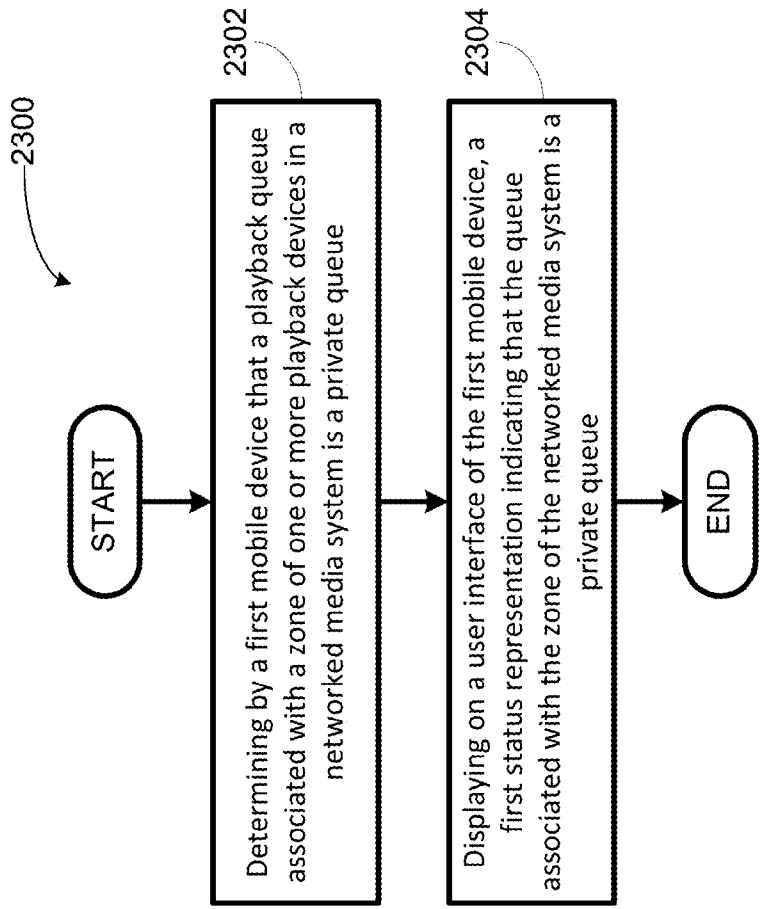 2300
START
Determining by a first mobile device that a playback queue
associated with a zone of one or more playback devices in a
networked media system is a private queue
2302
Displaying on a user interface of the first mobile device, a
first status representation indicating that the queue
associated with the zone of the networked media system is a
private queue
2304
END